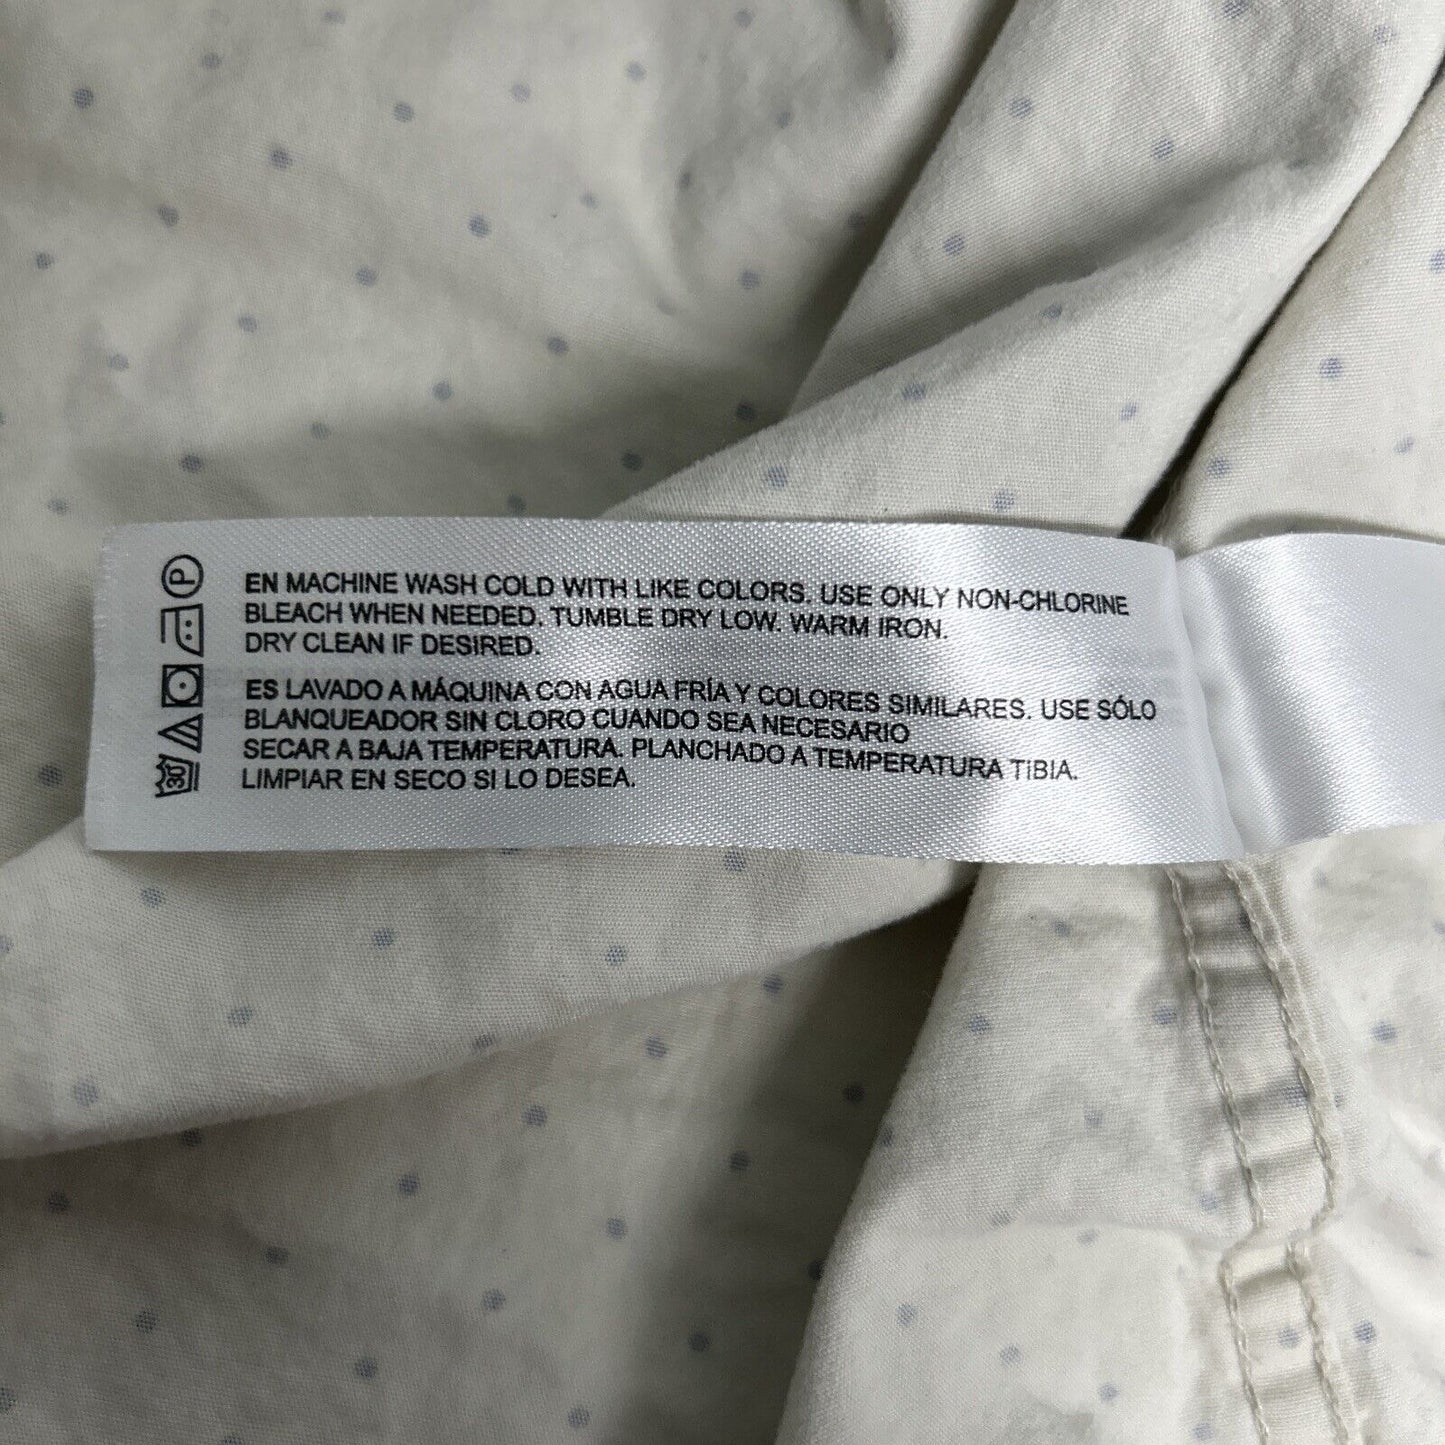 EN MACHINE WASH COLD WITH LIKE COLORS. USE ONLY NON-CHLORINE
BLEACH WHEN NEEDED. TUMBLE DRY LOW. WARM IRON.
DRY CLEAN IF DESIRED.
ES LAVADO A MÁQUINA CON AGUA FRÍA Y COLORES SIMILARES. USE SÓLO
BLANQUEADOR SIN CLORO CUANDO SEA NECESARIO
SECAR A BAJA TEMPERATURA. PLANCHADO A TEMPERATURA TIBIA.
LIMPIAR EN SECO SI LO DESEA.
P
30